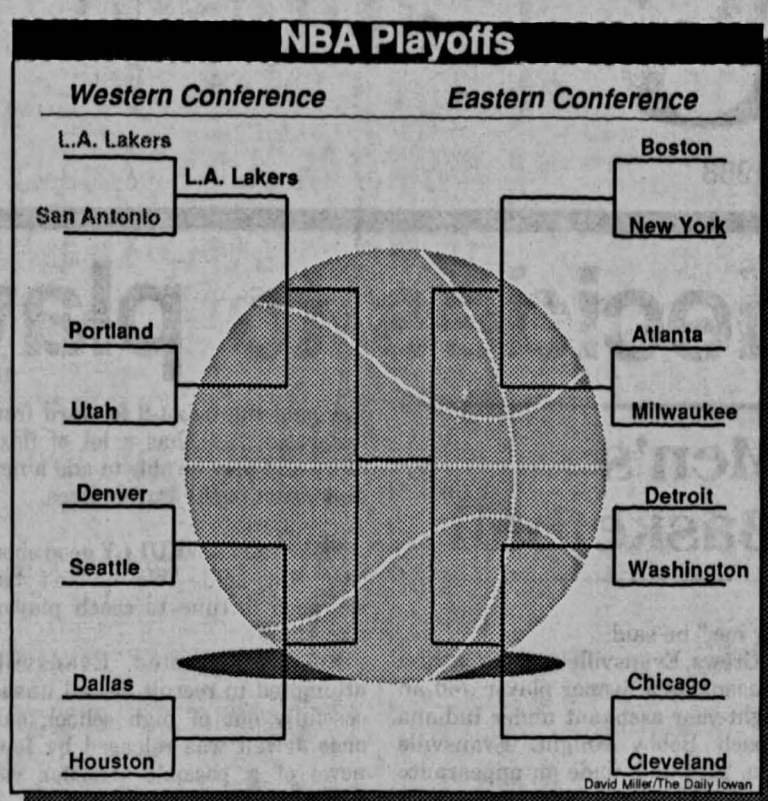 NBA Playoffs
Western Conference
Eastern Conference
L.A. Lakers
L.A. Lakers
San Antonio
Portland
Utah
Denver
Seattle
Dallas
Houston
Boston
New York
Atlanta
Milwaukee
Detroit
Washington
Chicago
Cleveland
David Miller/The Daily Iowan